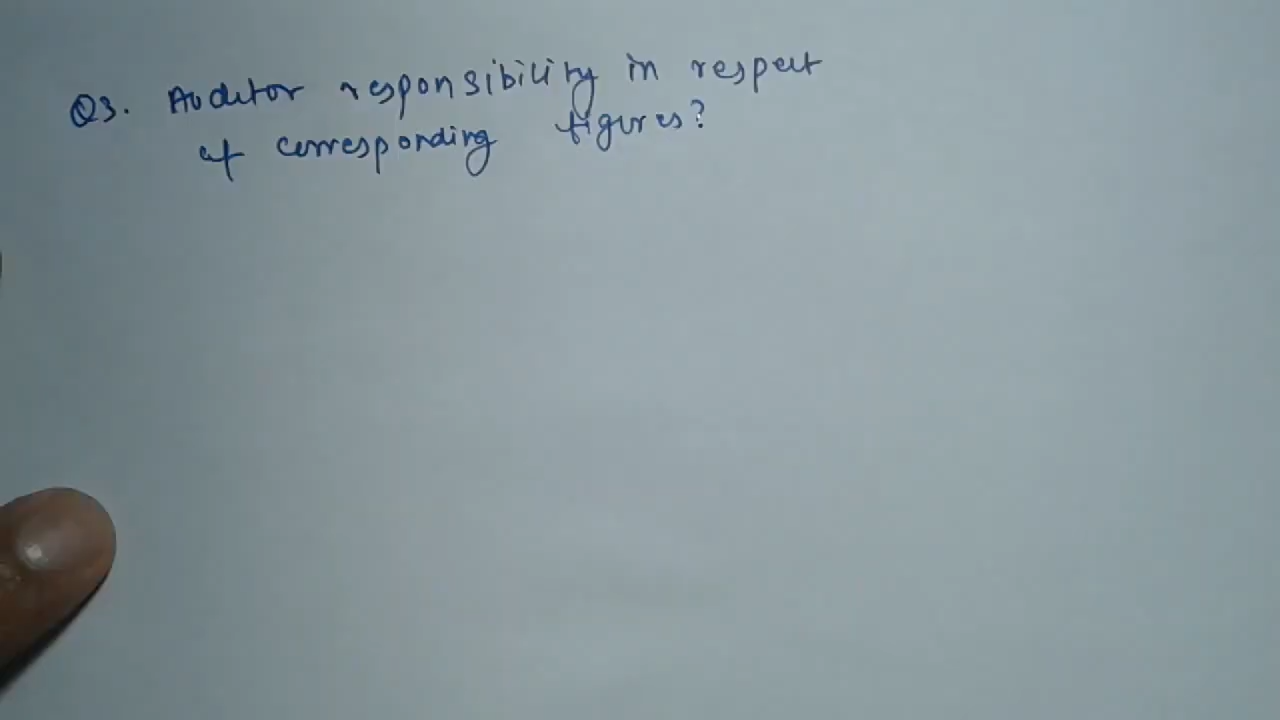 Q3. Auditor responsibility in respect
of corresponding figures?